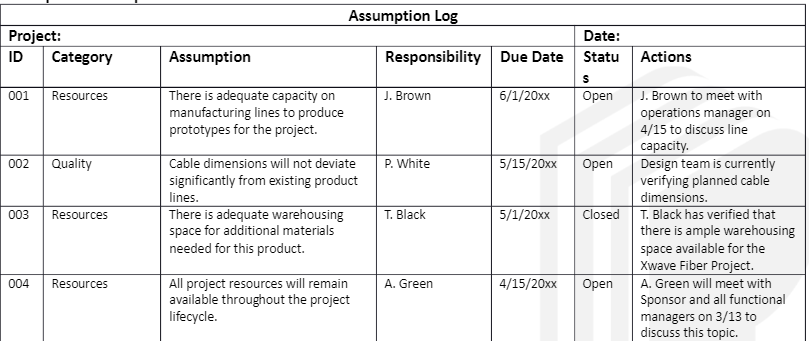 Assumption Log
Project: Date:
ID Category Assumption Responsibility Due Date Statu Actions
s
001 Resources There is adequate capacity on J. Brown 6/1/20xx Open J. Brown to meet with
manufacturing lines to produce operations manager on
prototypes for the project. 4/15 to discuss line
capacity.
002 Quality Cable dimensions will not deviate P. White 5/15/20xx Open Design team is currently
significantly from existing product verifying planned cable
lines. dimensions.
003 Resources There is adequate warehousing T. Black 5/1/20xx Closed T. Black has verified that
space for additional materials there is ample warehousing
needed for this product. space available for the
Xwave Fiber Project.
004 Resources All project resources will remain A. Green 4/15/20xx Open A. Green will meet with
available throughout the project Sponsor and all functional
lifecycle. managers on 3/13 to
discuss this topic.